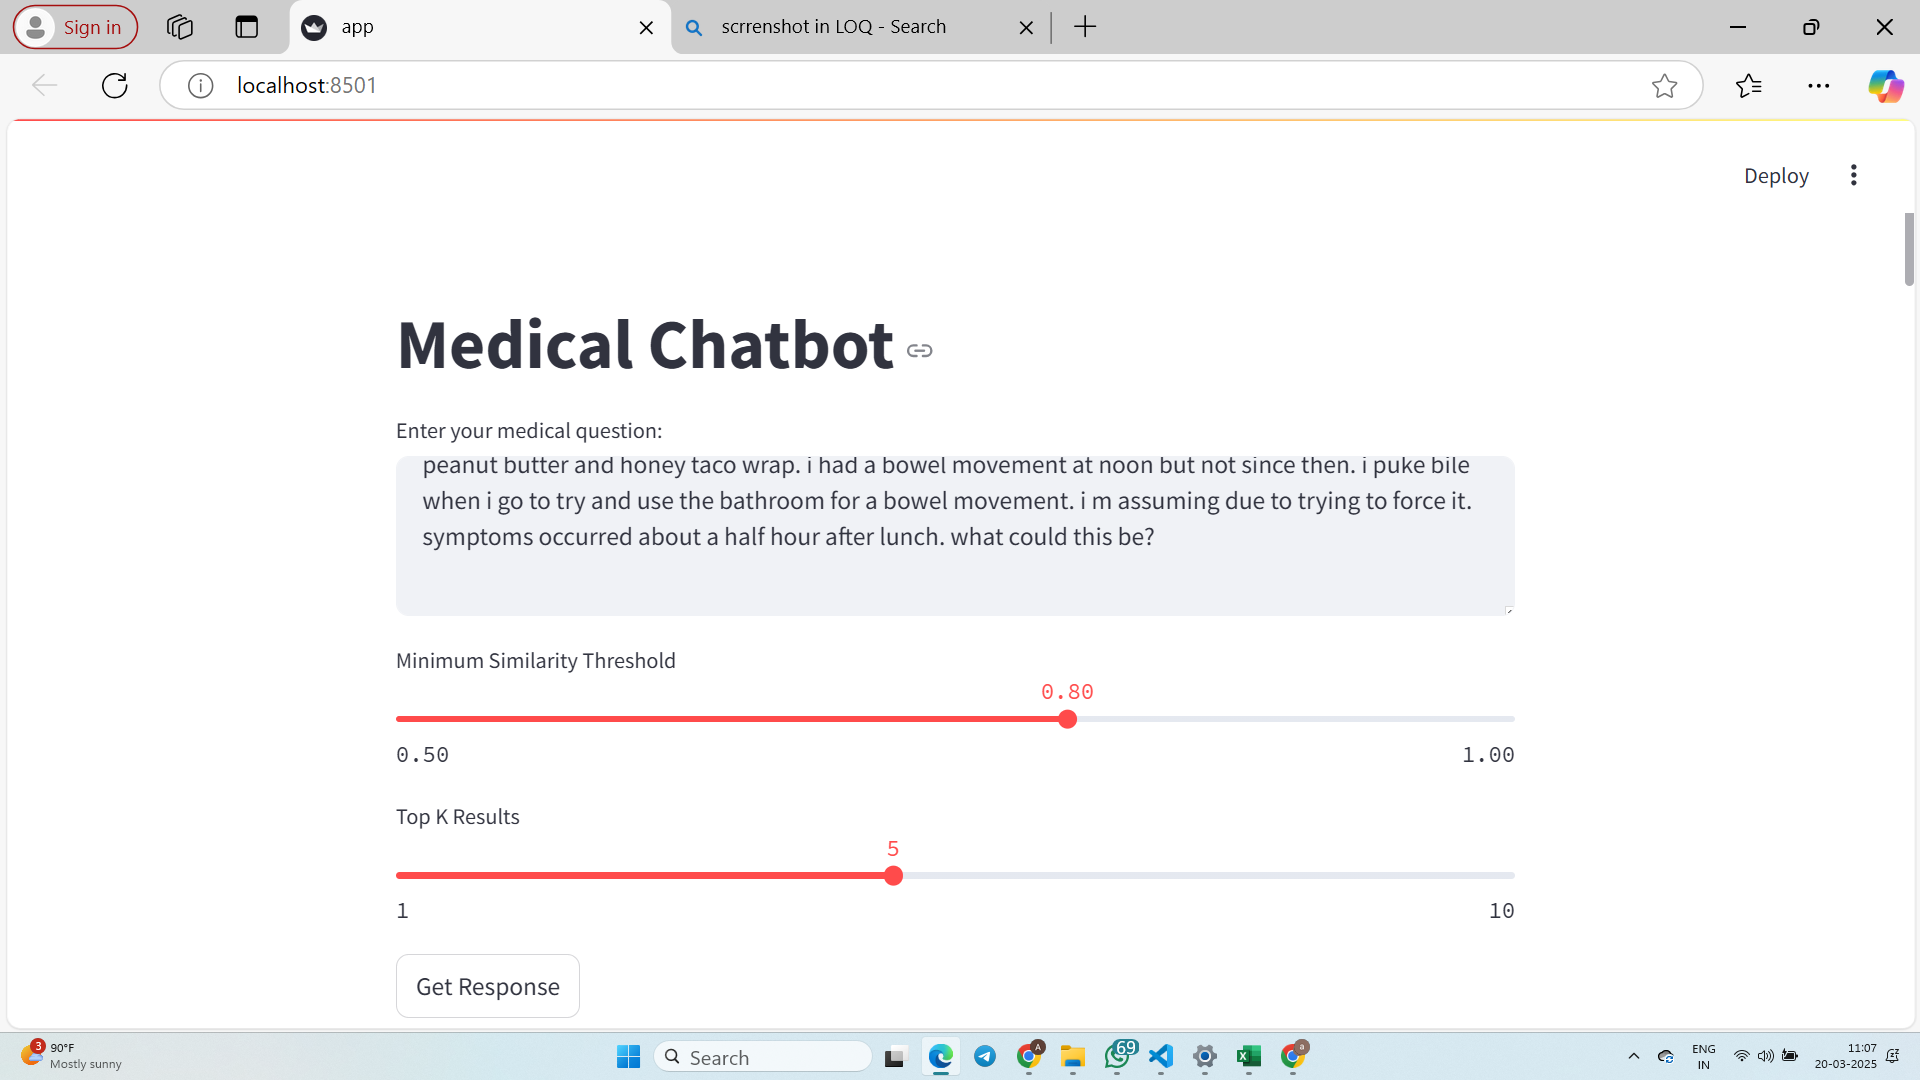 Sign in
app
scrrenshot in LOQ - Search
localhost:8501
Deploy
Medical Chatbot
Enter your medical question:
peanut butter and honey taco wrap. i had a bowel movement at noon but not since then. i puke bile
when i go to try and use the bathroom for a bowel movement. i m assuming due to trying to force it.
symptoms occurred about a half hour after lunch. what could this be?
Minimum Similarity Threshold
0.80
0.50
1.00
Top K Results
5
1
10
Get Response
3
90°F
Mostly sunny
Search
A
69
a
ENG
IN
11:07
20-03-2025